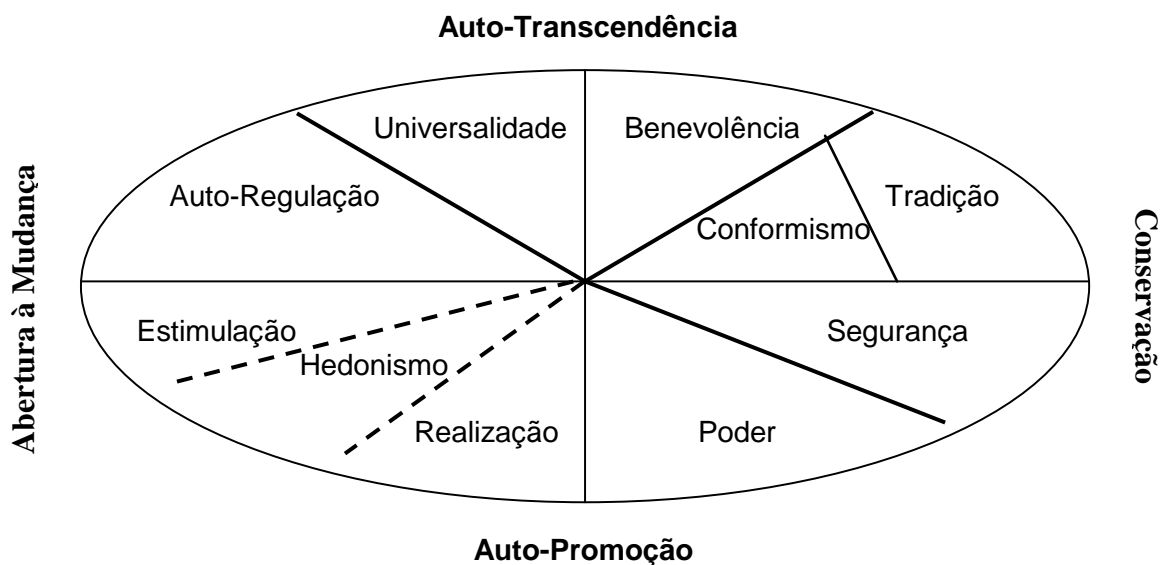 Auto-Transcendência
Universalidade
Benevolência
Auto-Regulação
Tradição
Conformismo
Abertura à Mudança
Conservação
Estimulação
Segurança
Hedonismo
Realização
Poder
Auto-Promoção